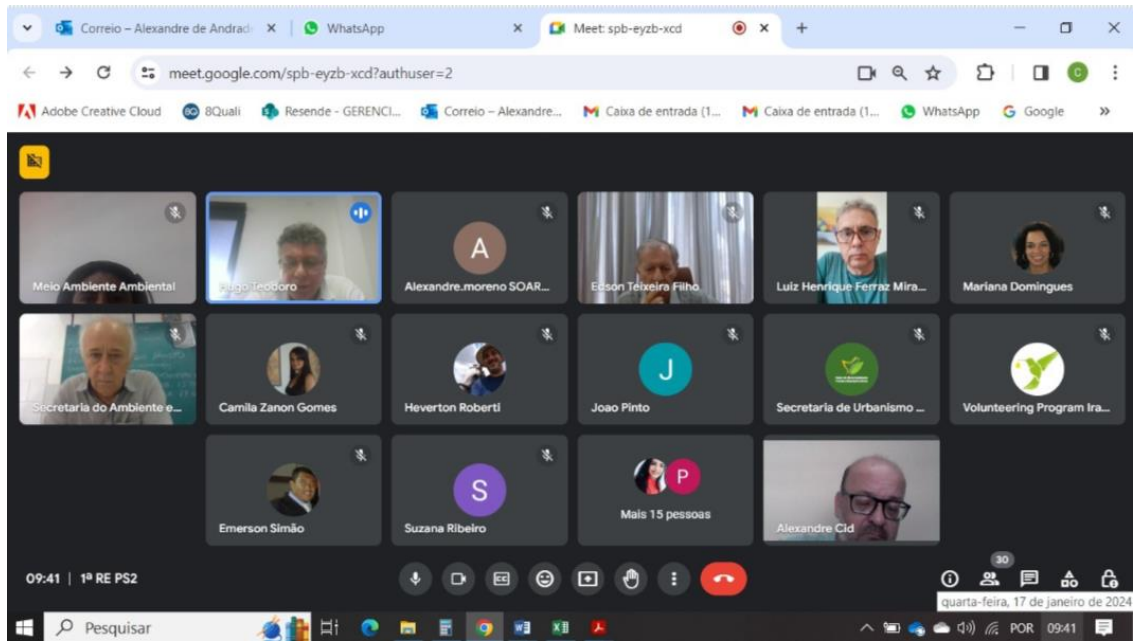 Correio – Alexandre de Andrad
WhatsApp
Meet: spb-eyzb-xcd
meet.google.com/spb-eyzb-xcd?authuser=2
C
Adobe Creative Cloud
8Q
8Quali
Resende - GERENCI...
Correio – Alexandre...
Caixa de entrada (1...
Caixa de entrada (1...
WhatsApp
Google
Meio Ambiente Ambiental
Hugo Teodoro
A
Alexandre.moreno SOAR...
Edson Teixeira Filho
Luiz Henrique Ferraz Mira...
Mariana Domingues
Secretaria do Ambiente e...
Camila Zanon Gomes
Heverton Roberti
J
Joao Pinto
Secretaria de Urbanismo ...
Volunteering Program Ira...
Emerson Simão
S
Suzana Ribeiro
P
Mais 15 pessoas
Alexandre Cid
09:41 | 1ª RE PS2
CC
30
quarta-feira, 17 de janeiro de 2024
Pesquisar
POR
09:41